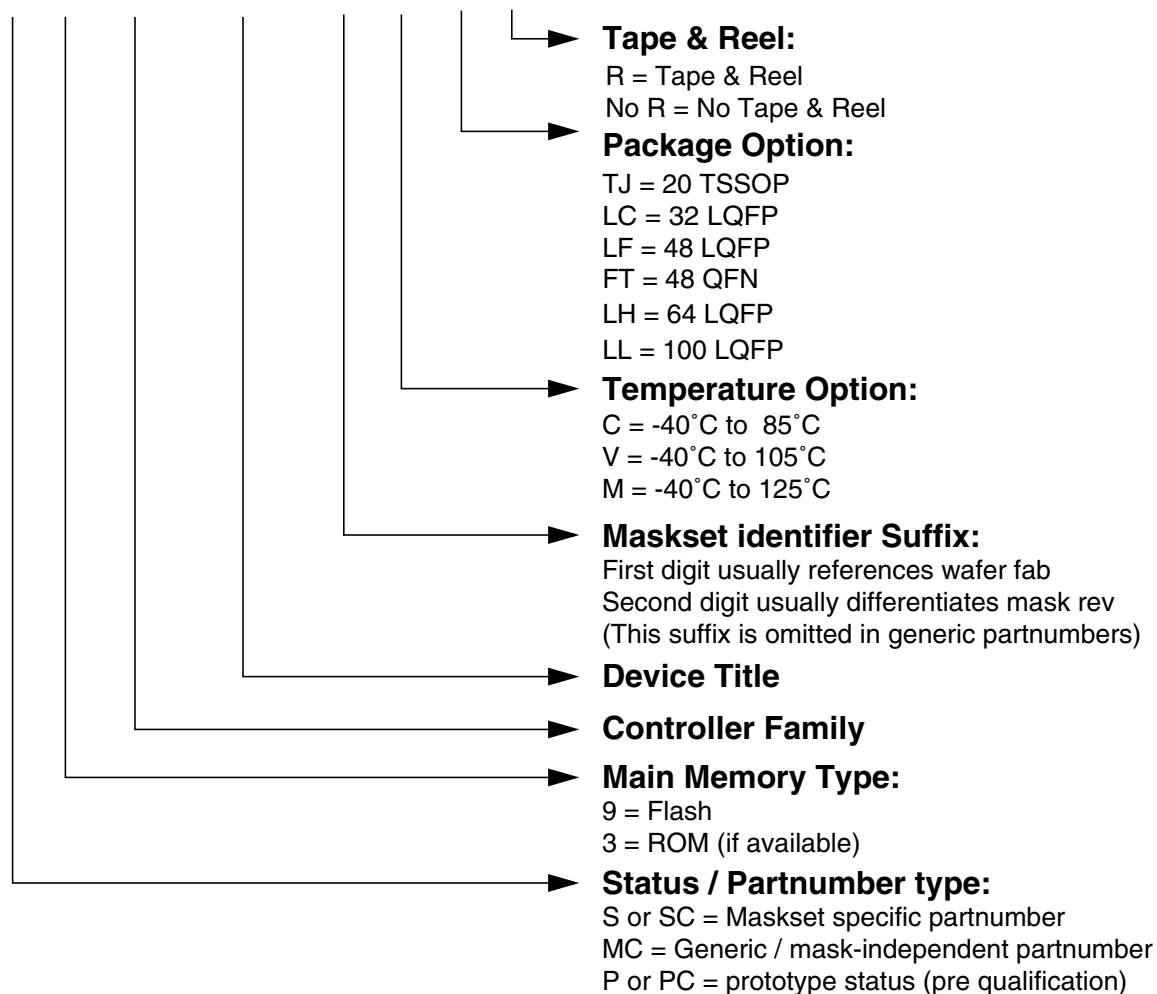 Tape & Reel:
R = Tape & Reel
No R = No Tape & Reel
Package Option:
TJ = 20 TSSOP
LC = 32 LQFP
LF = 48 LQFP
FT = 48 QFN
LH = 64 LQFP
LL = 100 LQFP
Temperature Option:
C = -40˚C to  85˚C
V = -40˚C to 105˚C
M = -40˚C to 125˚C
Maskset identifier Suffix:
First digit usually references wafer fab
Second digit usually differentiates mask rev
(This suffix is omitted in generic partnumbers)
Device Title
Controller Family
Main Memory Type:
9 = Flash
3 = ROM (if available)
Status / Partnumber type:
S or SC = Maskset specific partnumber
MC = Generic / mask-independent partnumber
P or PC = prototype status (pre qualification)